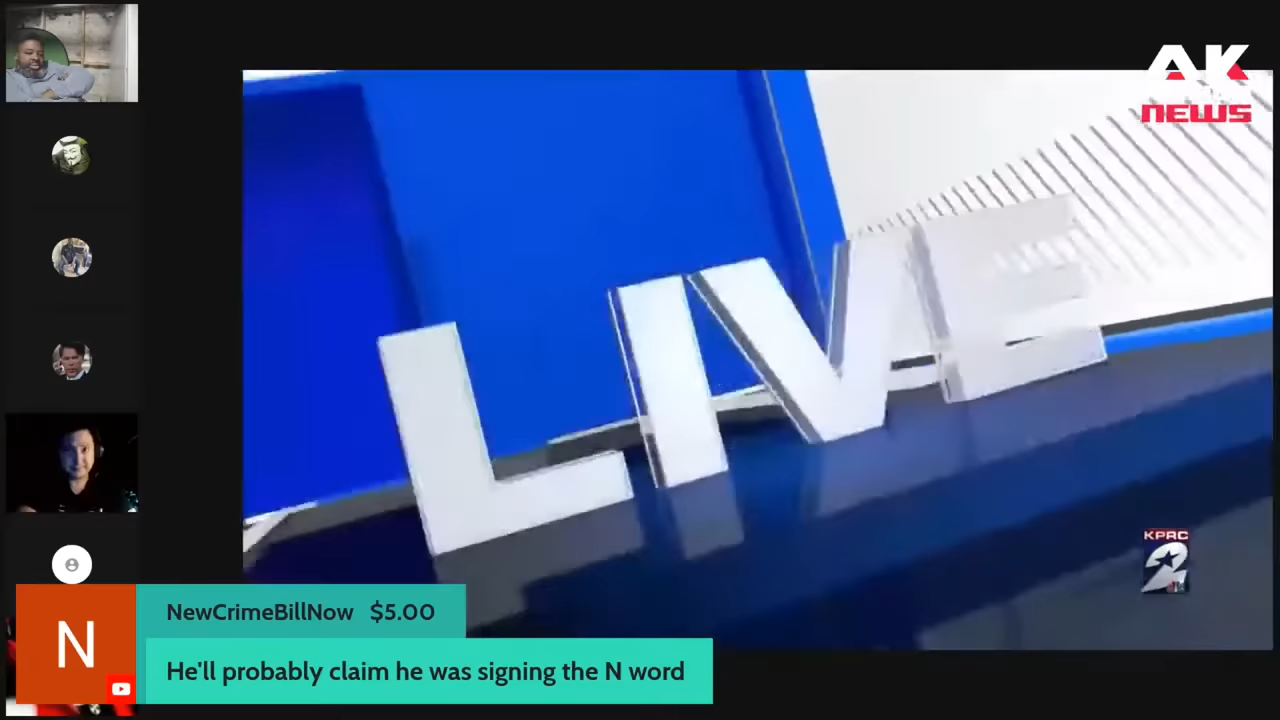 AK
NEWS
LIVE
KPRC
2
N
NewCrimeBillNow $5.00
He'll probably claim he was signing the N word